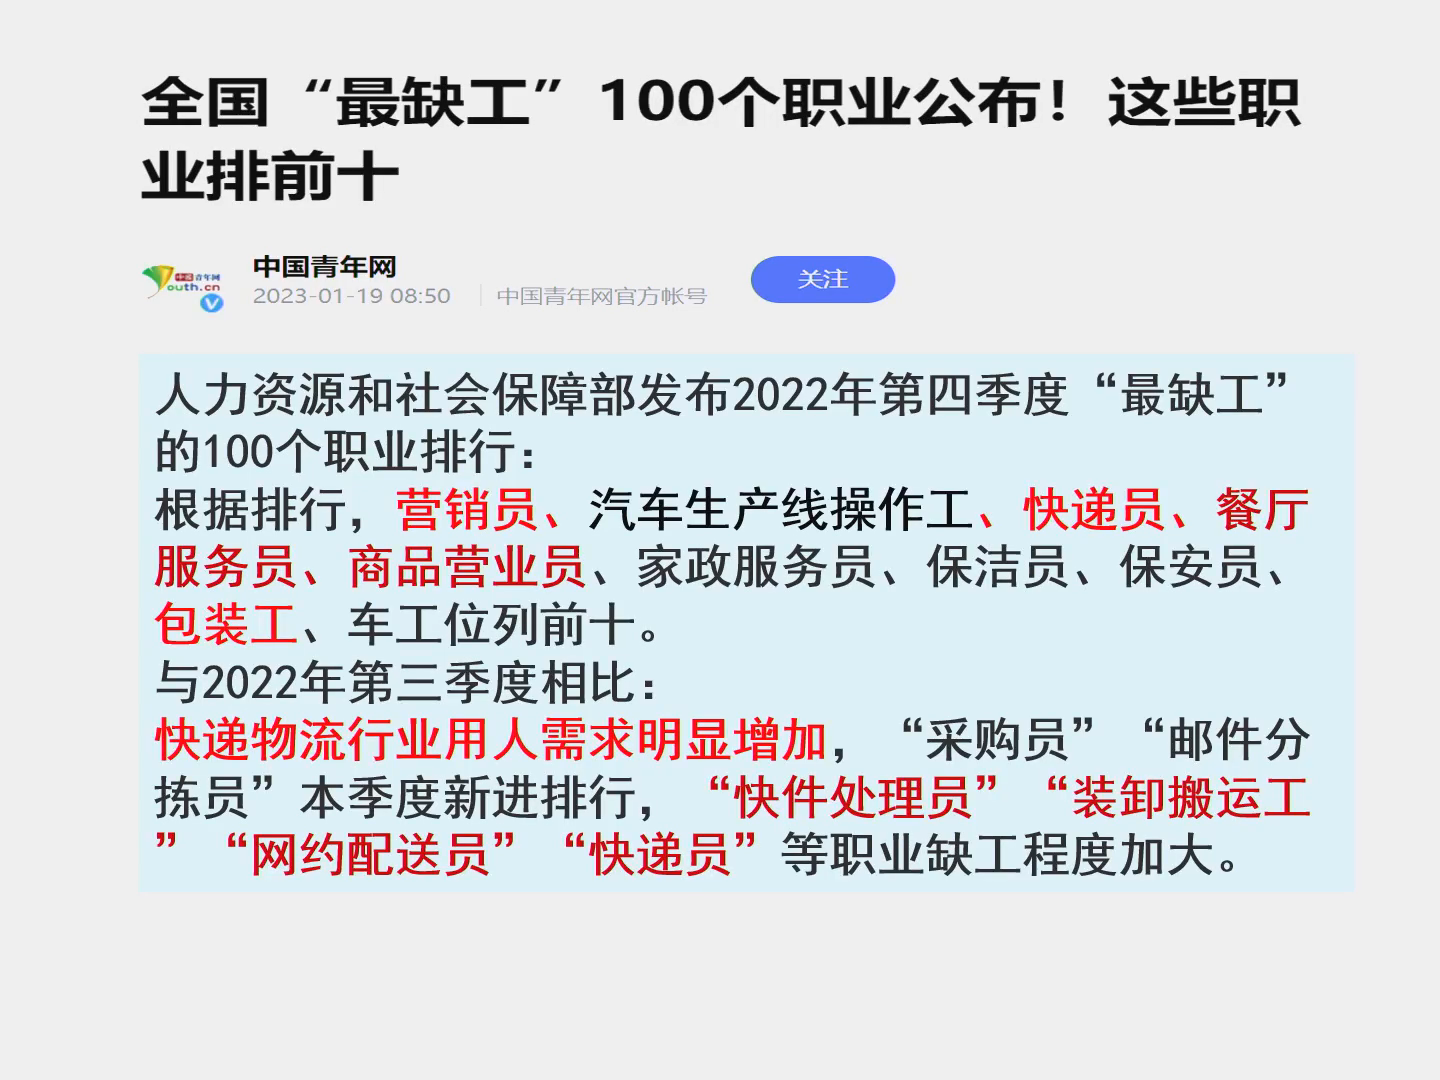 全国“最缺工”100个职业公布！这些职
业排前十
中国青年网
2023-01-19 08:50
中国青年网官方帐号
关注
中国青年网
outh.cn
人力资源和社会保障部发布2022年第四季度“最缺工”
的100个职业排行：
根据排行，营销员、汽车生产线操作工、快递员、餐厅
服务员、商品营业员、家政服务员、保洁员、保安员、
包装工、车工位列前十。
与2022年第三季度相比：
快递物流行业用人需求明显增加，“采购员”“邮件分
拣员”本季度新进排行，“快件处理员”“装卸搬运工
”“网约配送员”“快递员”等职业缺工程度加大。